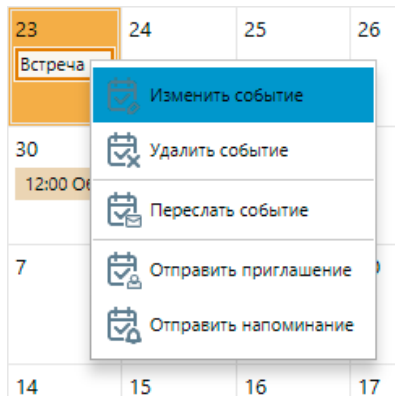 23 24 25 26
Встреча
Изменить событие
30
Удалить событие
12:00
Переслать событие
7
Отправить приглашение
Отправить напоминание
14 15 16 17